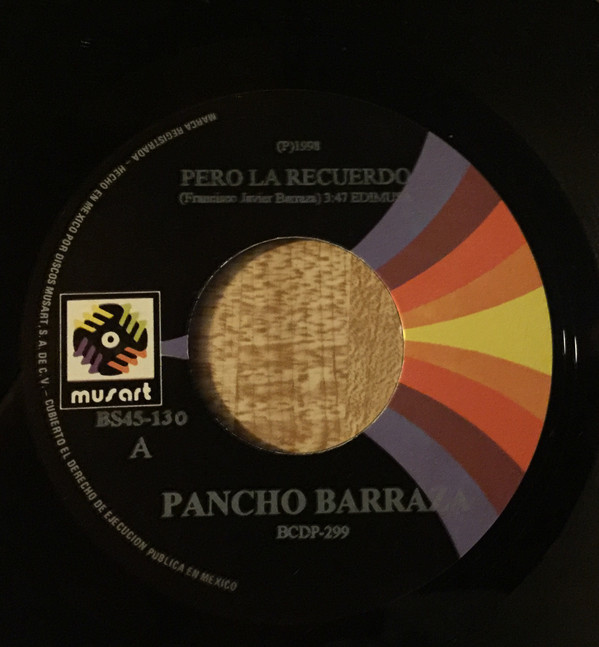 (P)1998
PERO LA RECUERDO
(Francisco Javier Barraza) 3:47 EDIMUSA
musart
BS45-130
A
PANCHO BARRAZA
BCDP-299
MARCA REGISTRADA - HECHO EN MEXICO POR DISCOS MUSART, S.A. DE C.V. - CUBIERTO EL DERECHO DE EJECUCION PUBLICA EN MEXICO